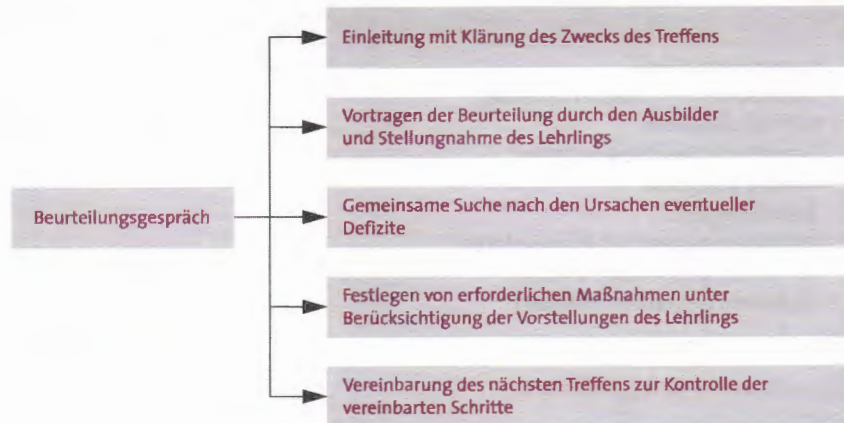 Einleitung mit Klärung des Zwecks des Treffens
Vortragen der Beurteilung durch den Ausbilder
und Stellungnahme des Lehrlings
Beurteilungsgespräch
Gemeinsame Suche nach den Ursachen eventueller
Defizite
Festlegen von erforderlichen Maßnahmen unter
Berücksichtigung der Vorstellungen des Lehrlings
Vereinbarung des nächsten Treffens zur Kontrolle der
vereinbarten Schritte